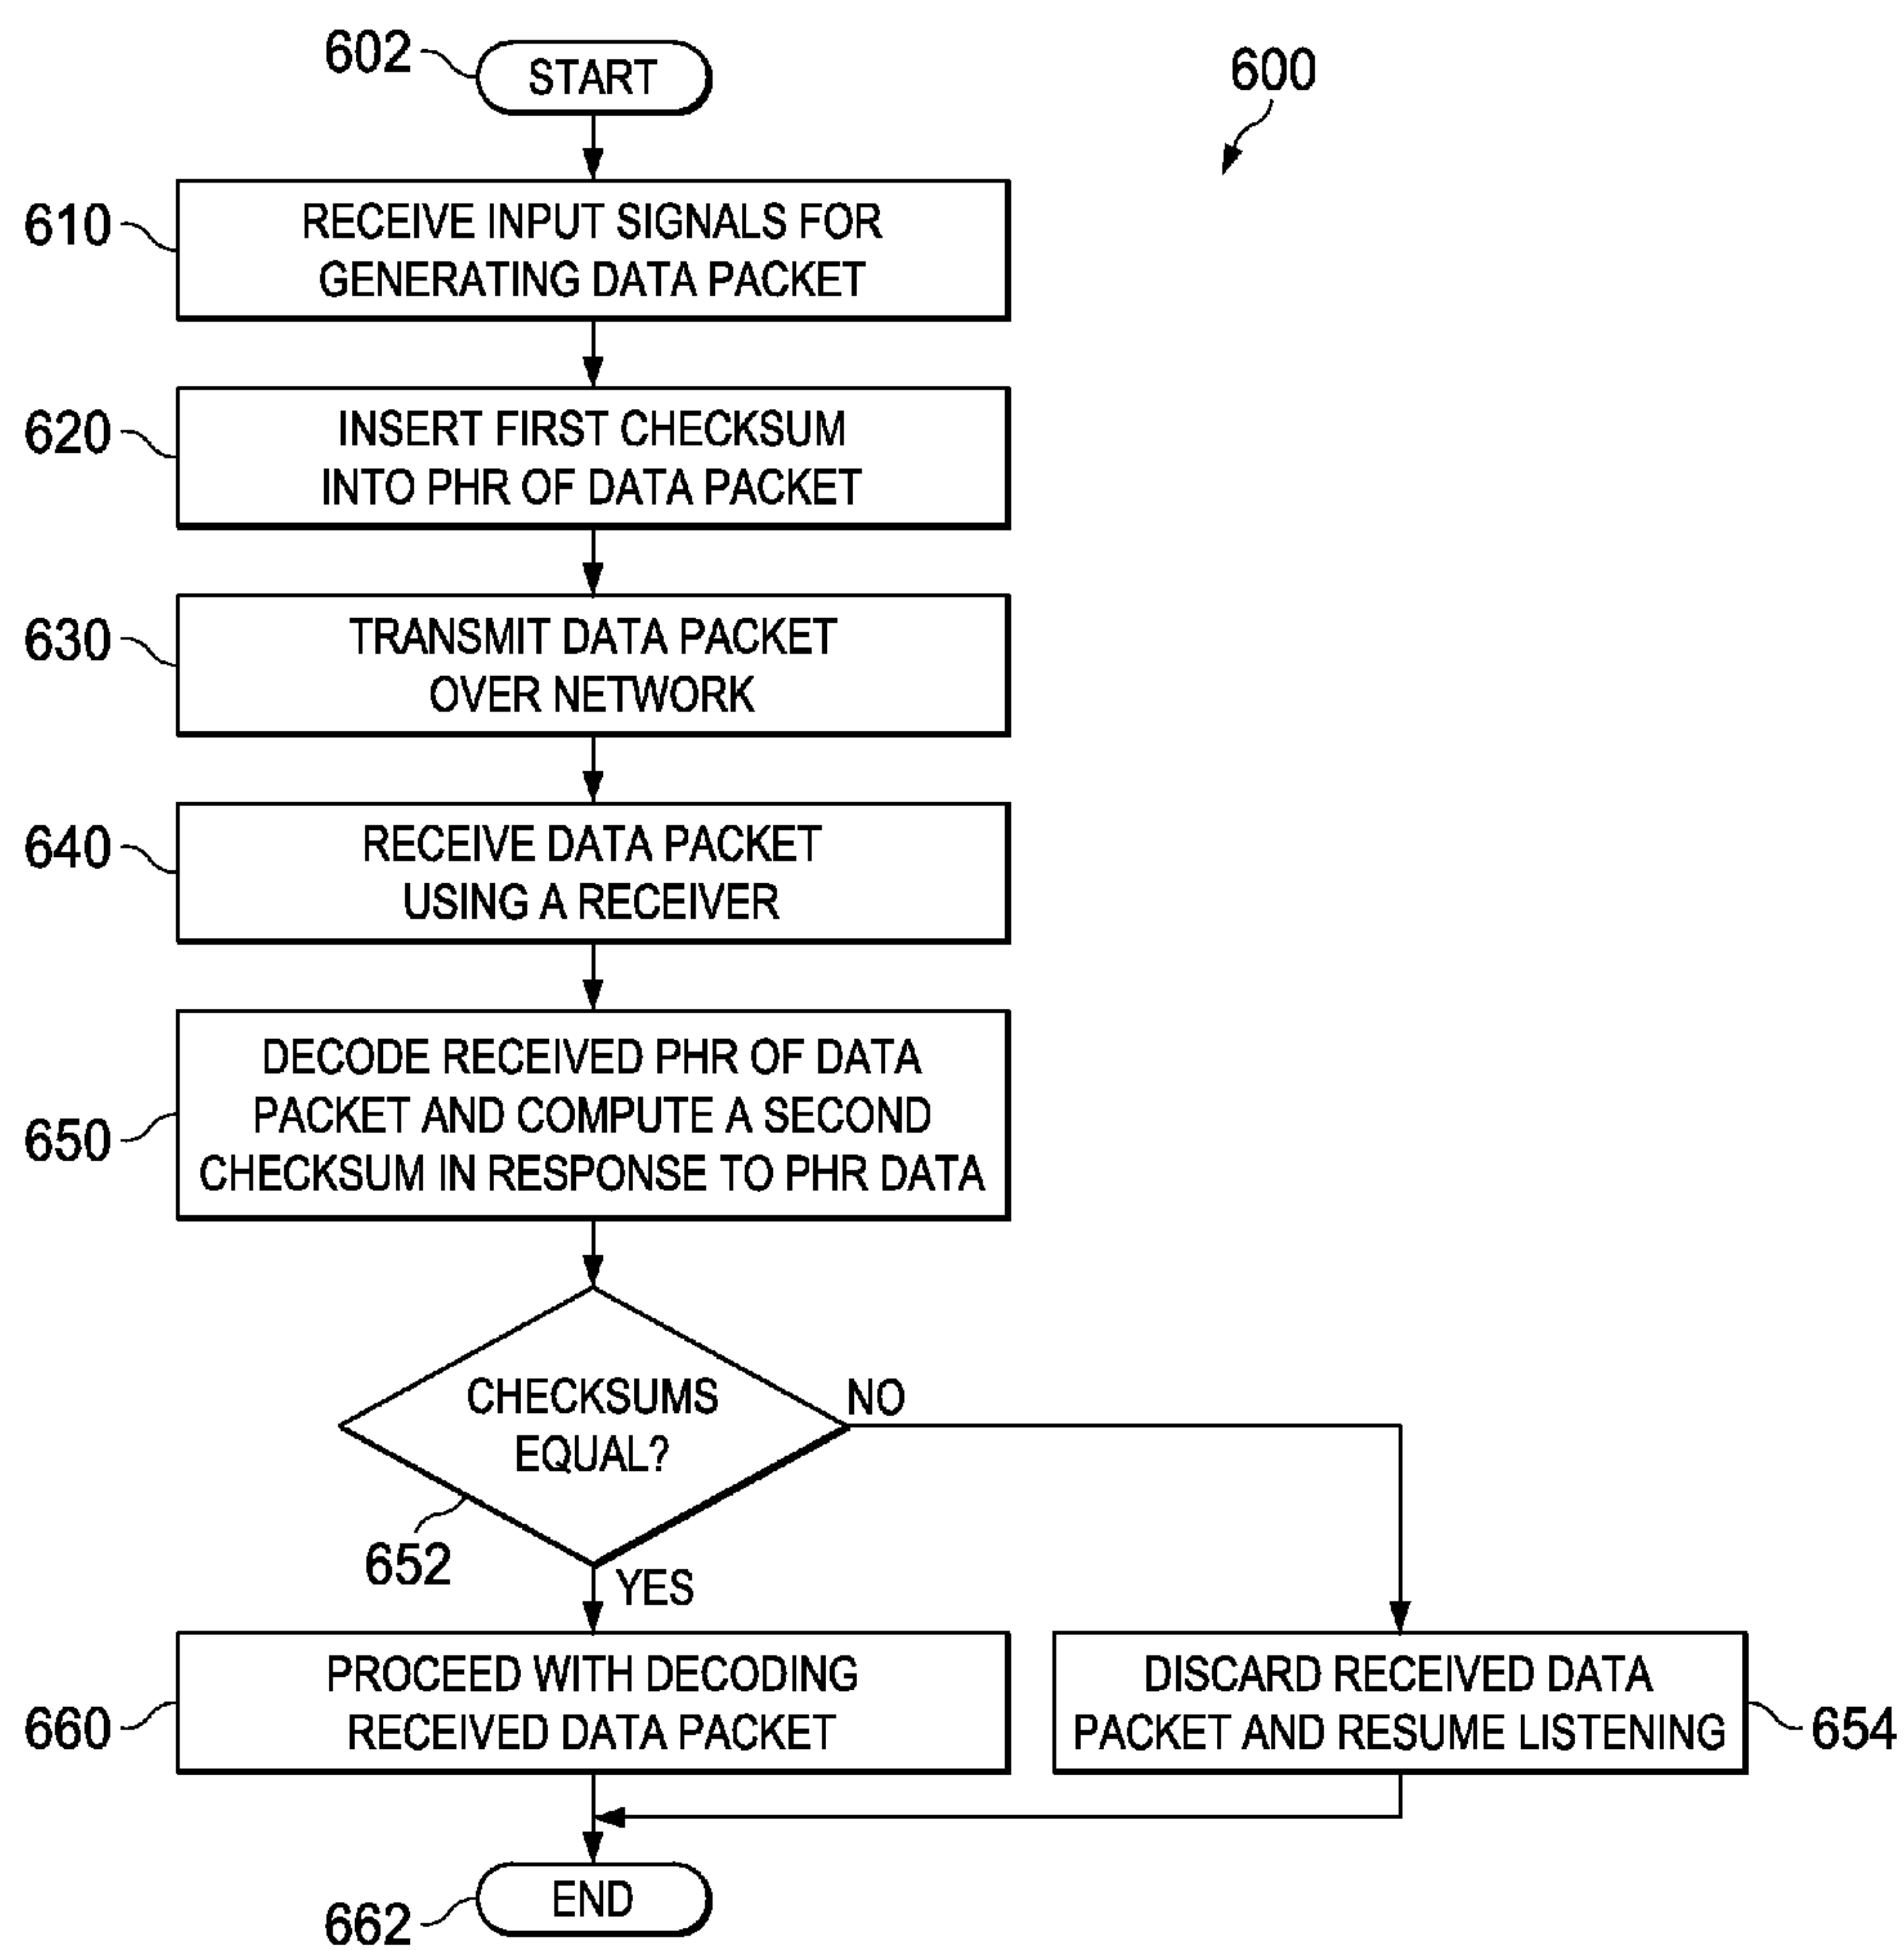 602
START
600
610
RECEIVE INPUT SIGNALS FOR
GENERATING DATA PACKET
620
INSERT FIRST CHECKSUM
INTO PHR OF DATA PACKET
630
TRANSMIT DATA PACKET
OVER NETWORK
640
RECEIVE DATA PACKET
USING A RECEIVER
650
DECODE RECEIVED PHR OF DATA
PACKET AND COMPUTE A SECOND
CHECKSUM IN RESPONSE TO PHR DATA
CHECKSUMS
EQUAL?
NO
652
YES
660
PROCEED WITH DECODING
RECEIVED DATA PACKET
DISCARD RECEIVED DATA
PACKET AND RESUME LISTENING
654
END
662